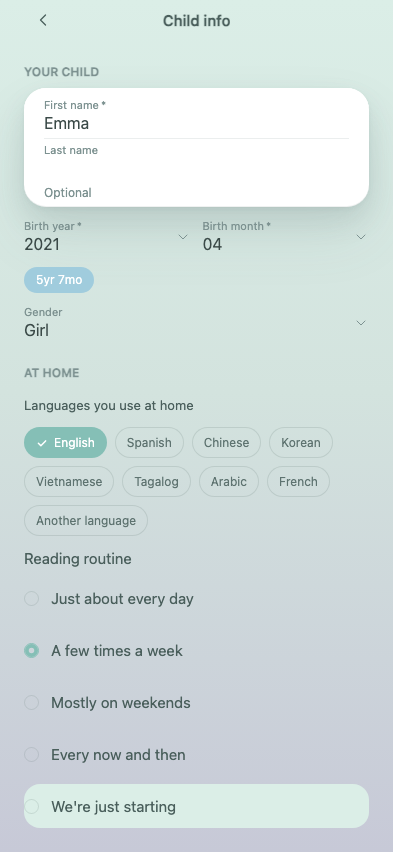 Child info
YOUR CHILD
First name *
Emma
Last name
Optional
Birth year * Birth month *
2021 04
5yr 7mo
Gender
Girl
AT HOME
Languages you use at home
English Spanish Chinese Korean
Vietnamese Tagalog Arabic French
Another language
Reading routine
Just about every day
A few times a week
Mostly on weekends
Every now and then
We're just starting